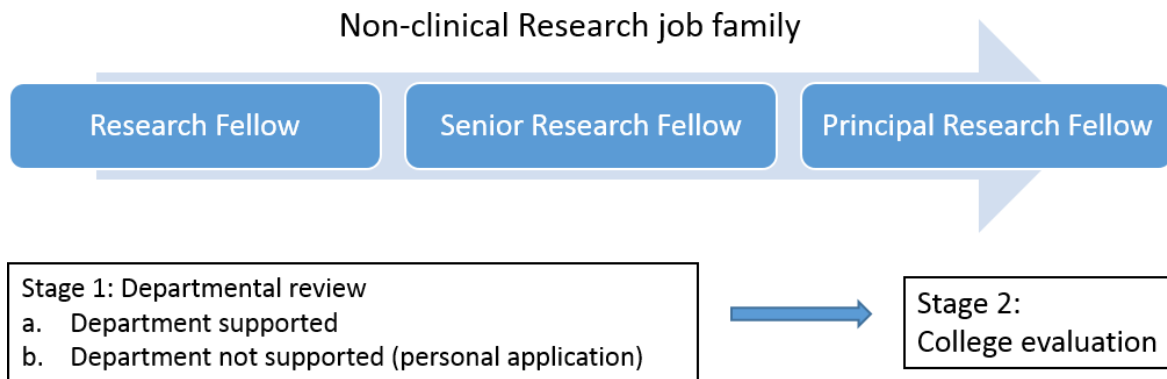 Non-clinical Research job family
Research Fellow
Senior Research Fellow
Principal Research Fellow
Stage 1: Departmental review
a. Department supported
b. Department not supported (personal application)
Stage 2:
College evaluation